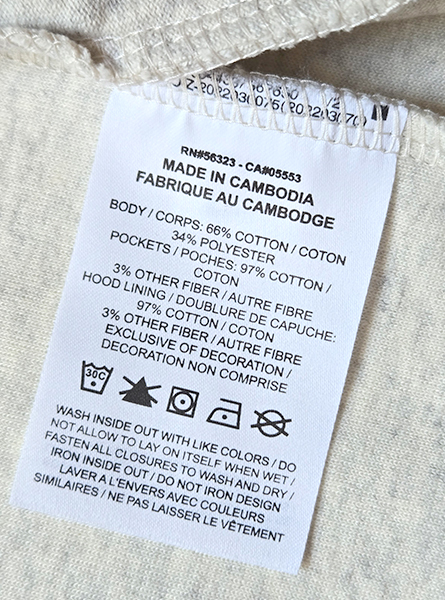 RN#56323 - CA#05553
MADE IN CAMBODIA
FABRIQUE AU CAMBODGE
BODY / CORPS: 66% COTTON / COTON
34% POLYESTER
POCKETS / POCHES: 97% COTTON /
COTON
3% OTHER FIBER / AUTRE FIBRE
HOOD LINING / DOUBLURE DE CAPUCHE:
97% COTTON / COTON
3% OTHER FIBER / AUTRE FIBRE
EXCLUSIVE OF DECORATION /
DECORATION NON COMPRISE
30C
WASH INSIDE OUT WITH LIKE COLORS / DO
NOT ALLOW TO LAY ON ITSELF WHEN WET /
FASTEN ALL CLOSURES TO WASH AND DRY /
IRON INSIDE OUT / DO NOT IRON DESIGN
LAVER A L'ENVERS AVEC COULEURS
SIMILAIRES / NE PAS LAISSER LE VÊTEMENT